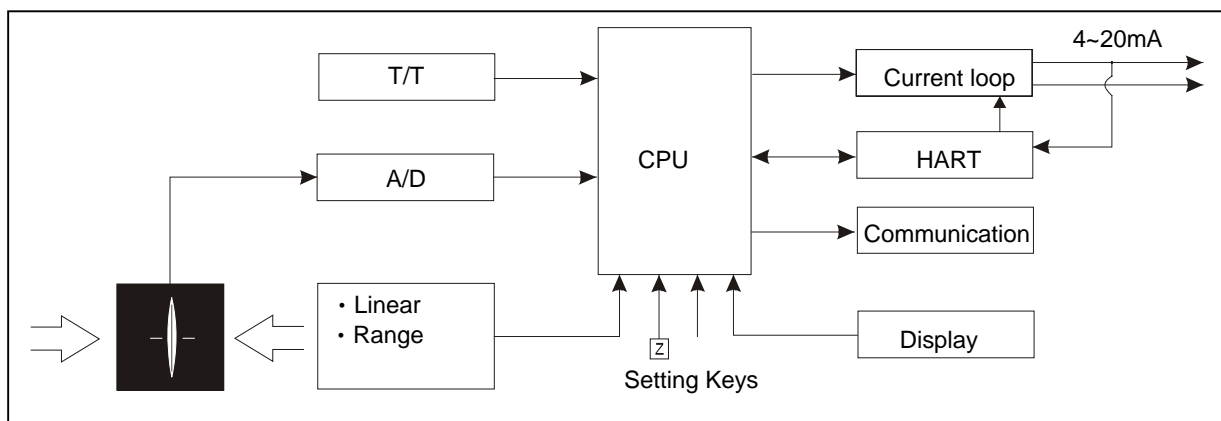 4~20mA
T/T
Current loop
CPU
HART
A/D
Communication
・Linear
・Range
Display
Z
Setting Keys